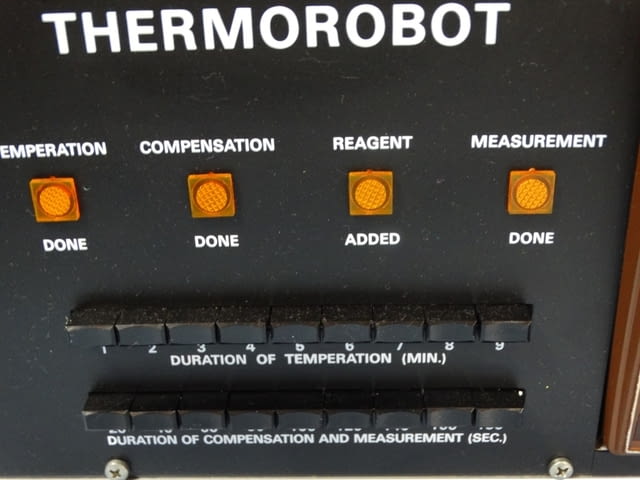 THERMOROBOT
EMPERATION COMPENSATION REAGENT MEASUREMENT
DONE DONE ADDED DONE
1 2 3 4 5 6 7 8 9
DURATION OF TEMPERATION (MIN.)
DURATION OF COMPENSATION AND MEASUREMENT (SEC.)